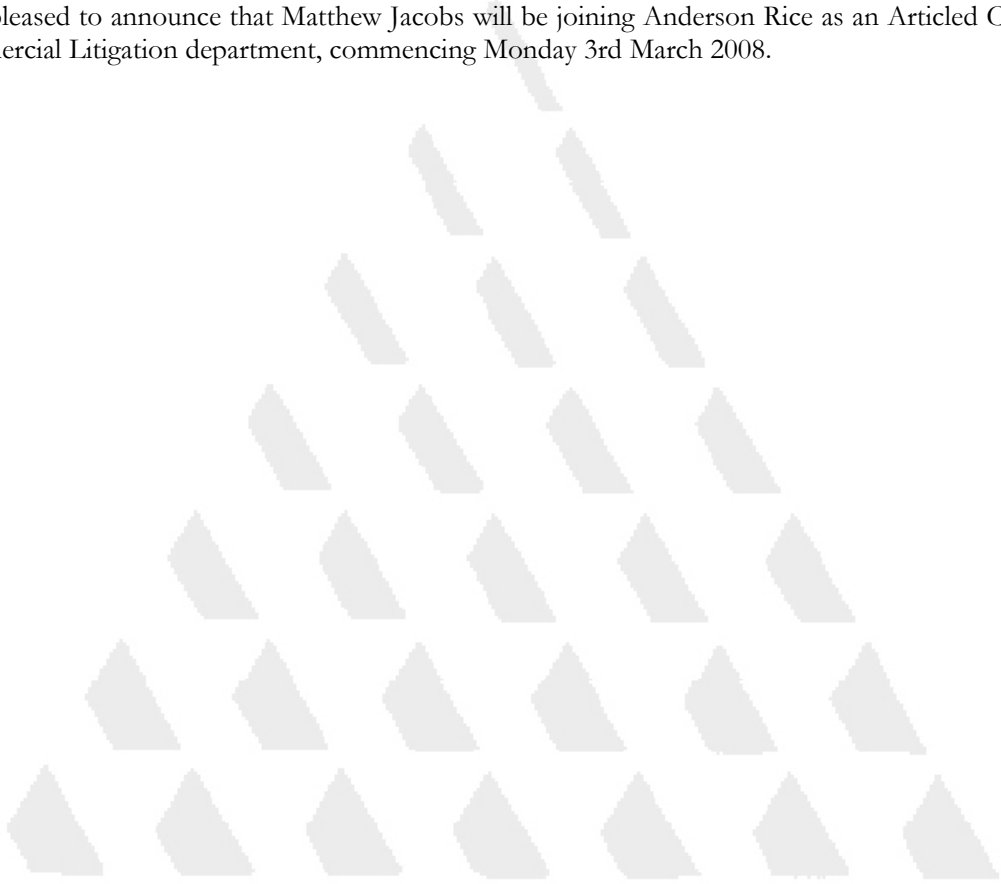 pleased to announce that Matthew Jacobs will be joining Anderson Rice as an Articled
ercial Litigation department, commencing Monday 3rd March 2008.